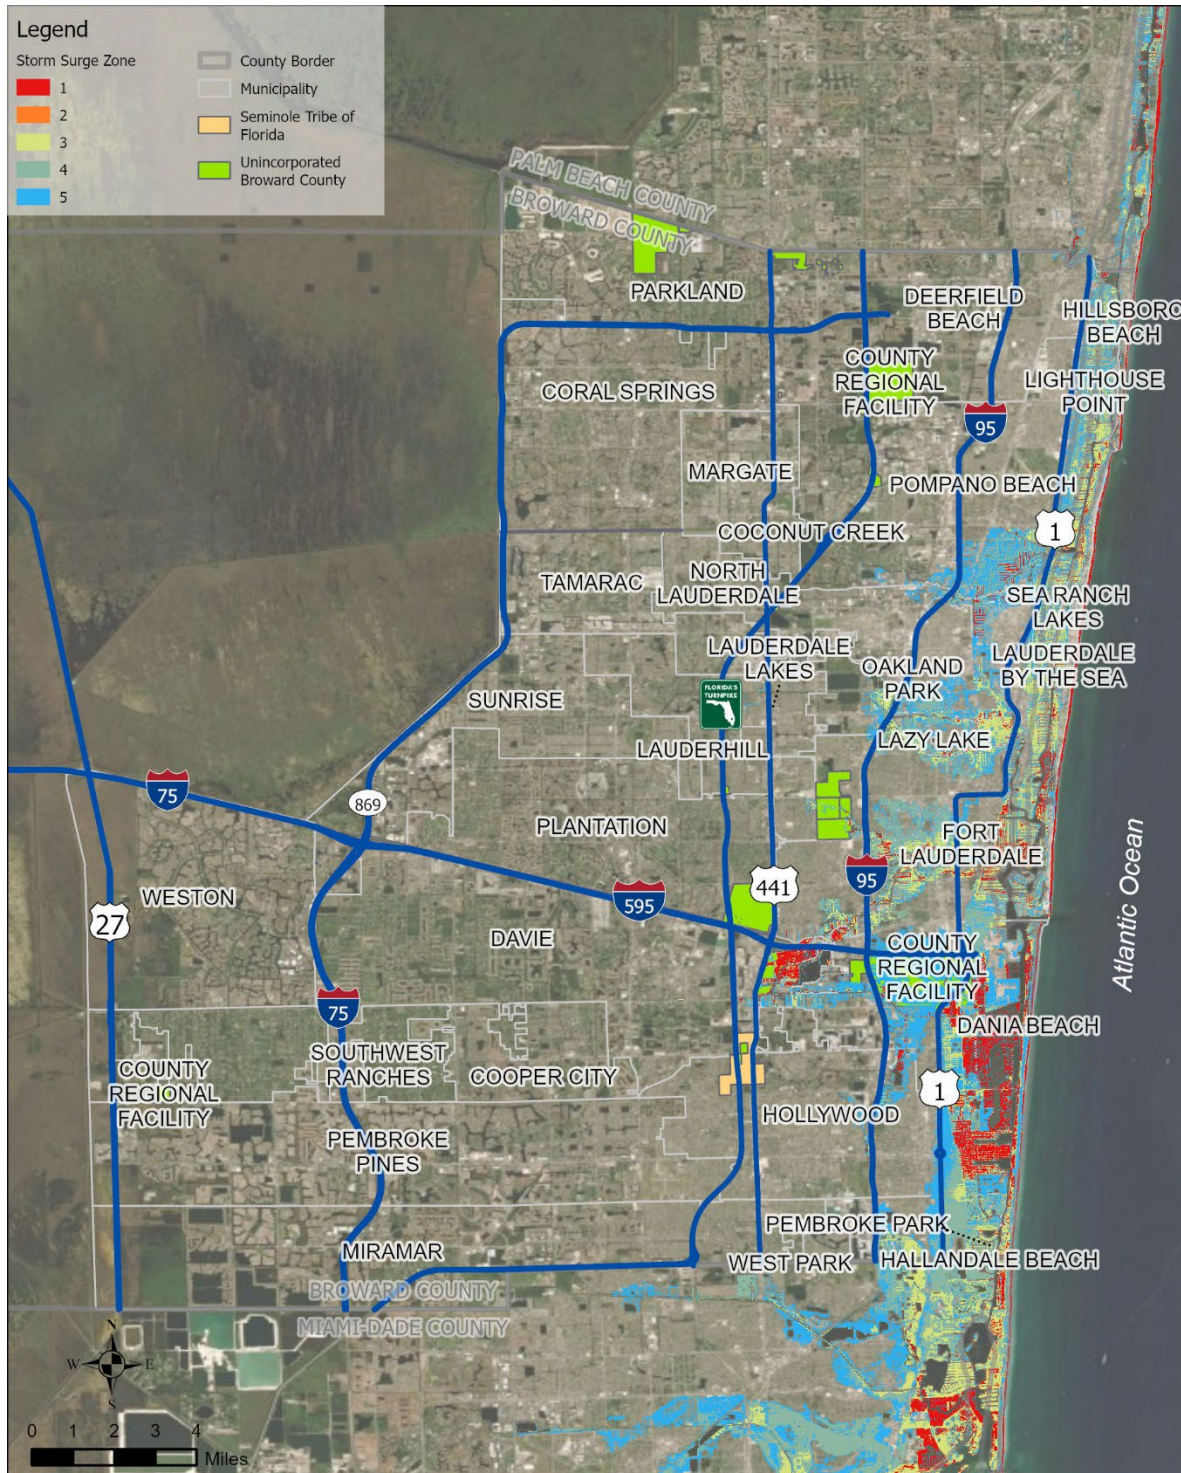 Legend
Storm Surge Zone
1
2
3
4
5
County Border
Municipality
Seminole Tribe of
Florida
Unincorporated
Broward County
PALM BEACH COUNTY
BROWARD COUNTY
PARKLAND
DEERFIELD
BEACH
HILLSBORO
BEACH
COUNTY
REGIONAL
FACILITY
CORAL SPRINGS
LIGHTHOUSE
POINT
95
MARGATE
POMPANO BEACH
COCONUT CREEK
1
TAMARAC
NORTH
LAUDERDALE
SEA RANCH
LAKES
LAUDERDALE
LAKES
OAKLAND
PARK
LAUDERDALE
BY THE SEA
SUNRISE
FLORIDA'S
TURNPIKE
LAUDERHILL
LAZY LAKE
75
869
PLANTATION
FORT
LAUDERDALE
WESTON
27
595
441
95
Atlantic Ocean
DAVIE
COUNTY
REGIONAL
FACILITY
75
DANIA BEACH
COUNTY
REGIONAL
FACILITY
SOUTHWEST
RANCHES
COOPER CITY
1
HOLLYWOOD
PEMBROKE
PINES
PEMBROKE PARK
MIRAMAR
WEST PARK
HALLANDALE BEACH
BROWARD COUNTY
MIAMI-DADE COUNTY
N
W
E
S
0 1 2 3 4
Miles